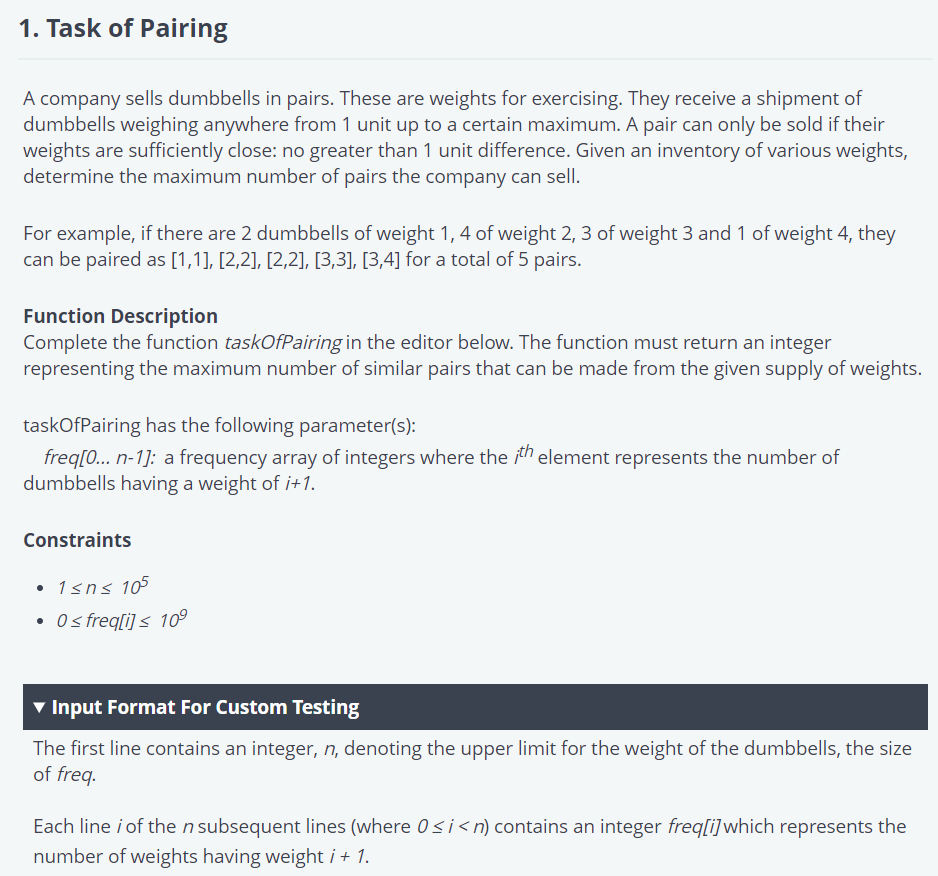 1. Task of Pairing
A company sells dumbbells in pairs. These are weights for exercising. They receive a shipment of
dumbbells weighing anywhere from 1 unit up to a certain maximum. A pair can only be sold if their
weights are sufficiently close: no greater than 1 unit difference. Given an inventory of various weights,
determine the maximum number of pairs the company can sell.
For example, if there are 2 dumbbells of weight 1, 4 of weight 2, 3 of weight 3 and 1 of weight 4, they
can be paired as [1,1], [2,2], [2,2], [3,3], [3,4] for a total of 5 pairs.
Function Description
Complete the function taskOfPairing in the editor below. The function must return an integer
representing the maximum number of similar pairs that can be made from the given supply of weights.
taskOfPairing has the following parameter(s):
freq[0... n-1]: a frequency array of integers where the iᵗʰ element represents the number of
dumbbells having a weight of i+1.
Constraints
• 1 ≤ n ≤ 10⁵
• 0 ≤ freq[i] ≤ 10⁹
▼ Input Format For Custom Testing
The first line contains an integer, n, denoting the upper limit for the weight of the dumbbells, the size
of freq.
Each line i of the n subsequent lines (where 0 ≤ i < n) contains an integer freq[i] which represents the
number of weights having weight i + 1.